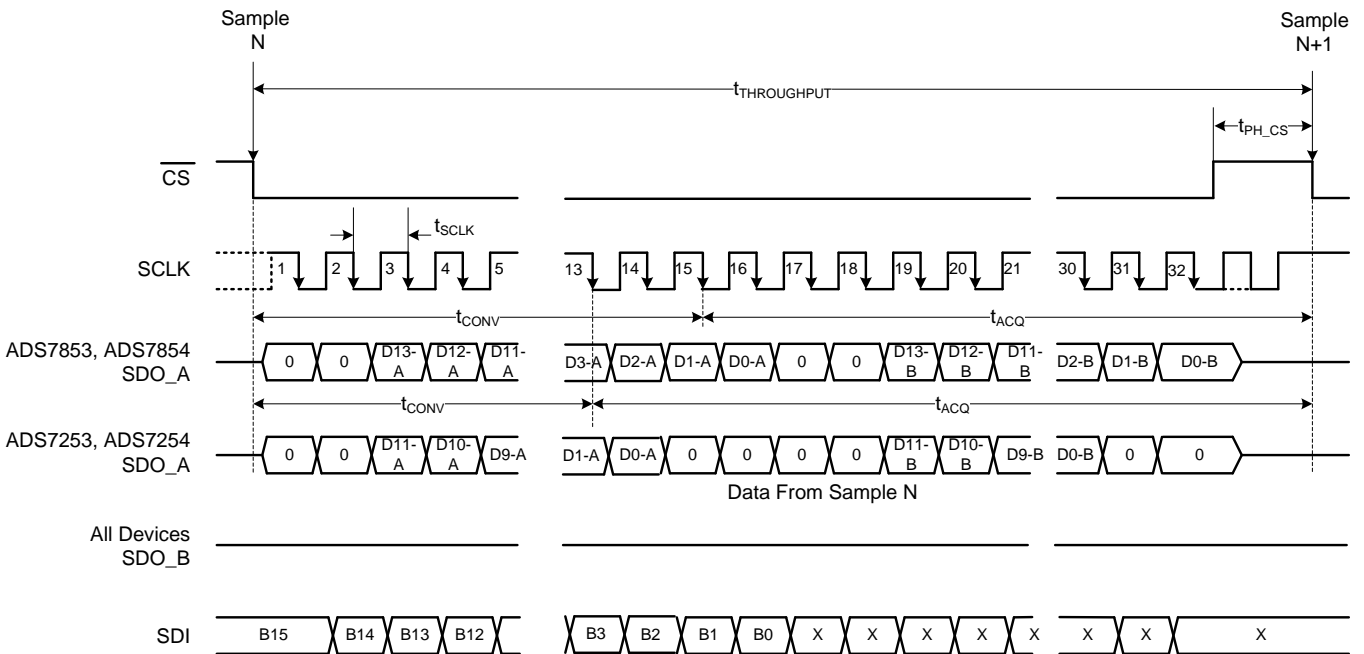 Sample
N
Sample
N+1
tTHROUGHPUT
tPH_CS
CS
tSCLK
SCLK
1 2 3 4 5 13 14 15 16 17 18 19 20 21 30 31 32
tCONV tACQ
ADS7853, ADS7854
SDO_A
0 0 D13-A D12-A D11-A D3-A D2-A D1-A D0-A 0 0 D13-B D12-B D11-B D2-B D1-B D0-B
tCONV tACQ
ADS7253, ADS7254
SDO_A
0 0 D11-A D10-A D9-A D1-A D0-A 0 0 0 0 D11-B D10-B D9-B D0-B 0 0
Data From Sample N
All Devices
SDO_B
SDI
B15 B14 B13 B12 B3 B2 B1 B0 X X X X X X X X